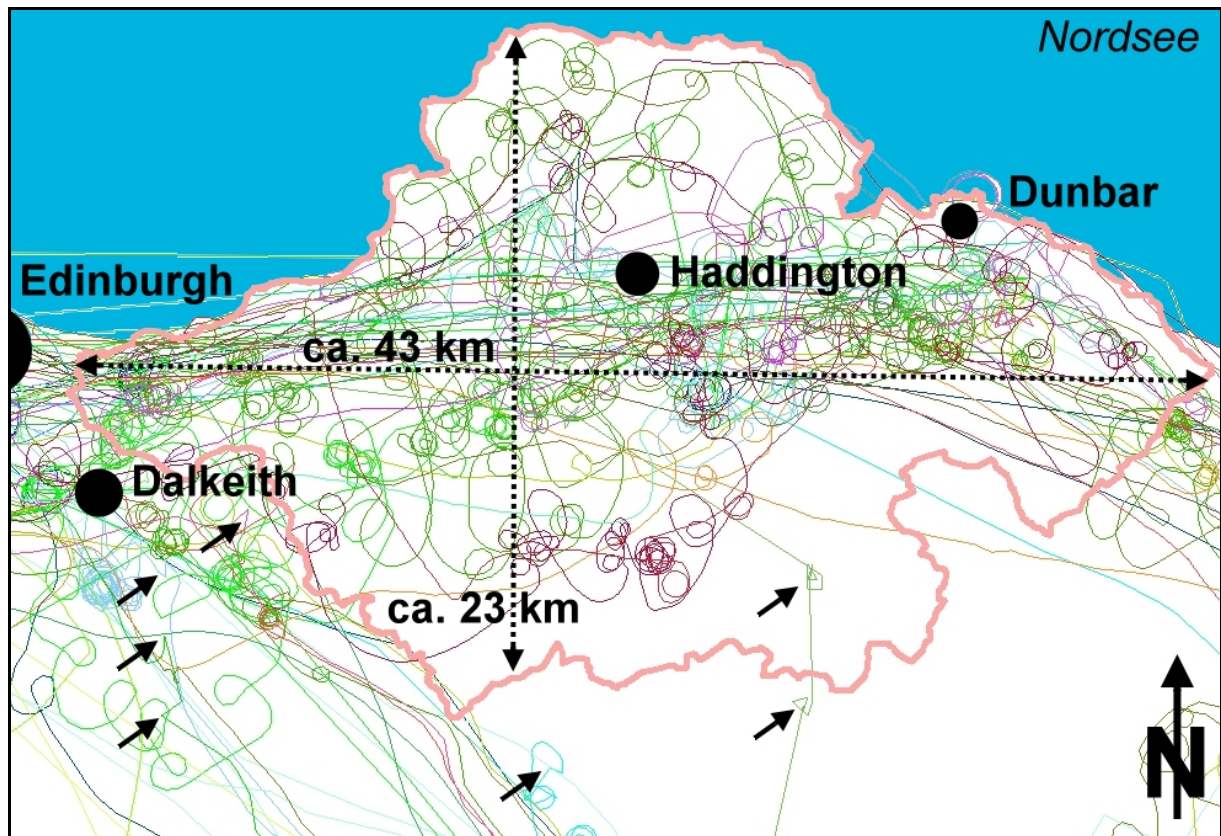 Nordsee
Dunbar
Edinburgh
Haddington
ca. 43 km
Dalkeith
ca. 23 km
N